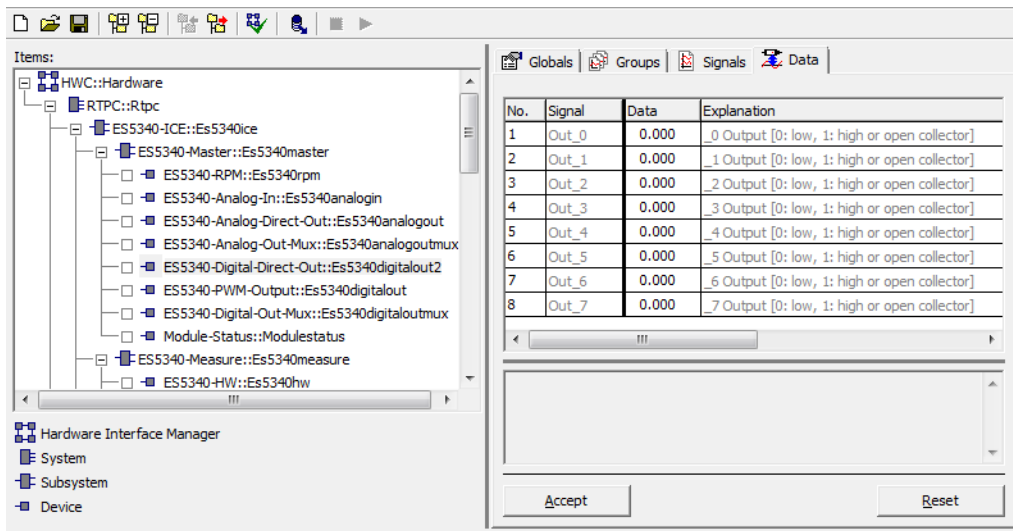 Items:
HWC::Hardware
RTPC::Rtpc
ES5340-ICE::Es5340ice
ES5340-Master::Es5340master
ES5340-RPM::Es5340rpm
ES5340-Analog-In::Es5340analogin
ES5340-Analog-Direct-Out::Es5340analogout
ES5340-Analog-Out-Mux::Es5340analogoutmux
ES5340-Digital-Direct-Out::Es5340digitalout2
ES5340-PWM-Output::Es5340digitalout
ES5340-Digital-Out-Mux::Es5340digitaloutmux
Module-Status::Modulestatus
ES5340-Measure::Es5340measure
ES5340-HW::Es5340hw
Hardware Interface Manager
System
Subsystem
Device
Globals Groups Signals Data
No. Signal Data Explanation
1 Out_0 0.000 _0 Output [0: low, 1: high or open collector]
2 Out_1 0.000 _1 Output [0: low, 1: high or open collector]
3 Out_2 0.000 _2 Output [0: low, 1: high or open collector]
4 Out_3 0.000 _3 Output [0: low, 1: high or open collector]
5 Out_4 0.000 _4 Output [0: low, 1: high or open collector]
6 Out_5 0.000 _5 Output [0: low, 1: high or open collector]
7 Out_6 0.000 _6 Output [0: low, 1: high or open collector]
8 Out_7 0.000 _7 Output [0: low, 1: high or open collector]
Accept Reset